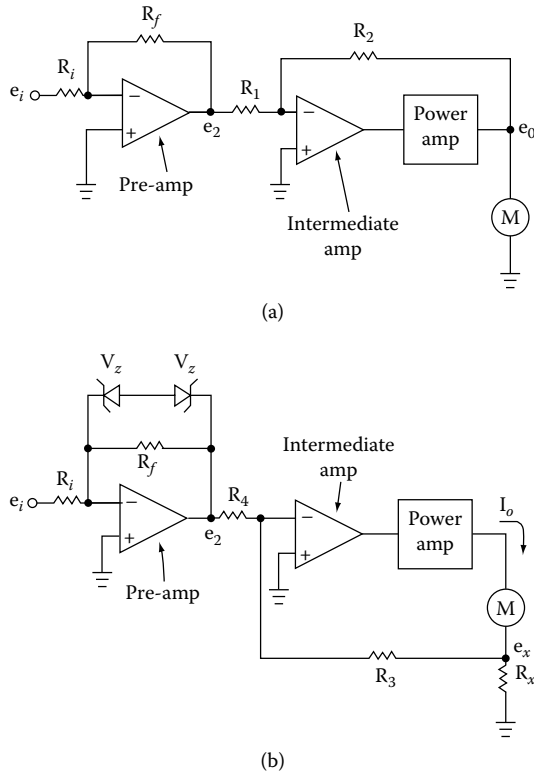 R_f
R_i
R_1
R_2
e_i
−
+
e_2
−
+
Power
amp
e_0
Pre-amp
Intermediate
amp
M
(a)
V_z V_z
R_f
R_i
e_i
−
+
e_2
R_4
Intermediate
amp
−
+
Power
amp
I_o
Pre-amp
M
e_x
R_3
R_x
(b)